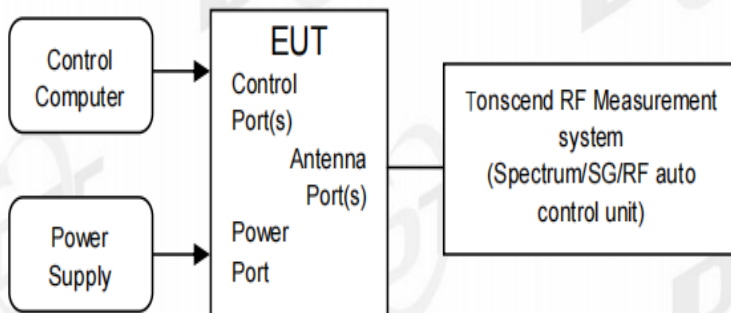 Control
Computer
EUT
Control
Port(s)
Antenna
Port(s)
Power
Port
Power
Supply
Tonscend RF Measurement
system
(Spectrum/SG/RF auto
control unit)